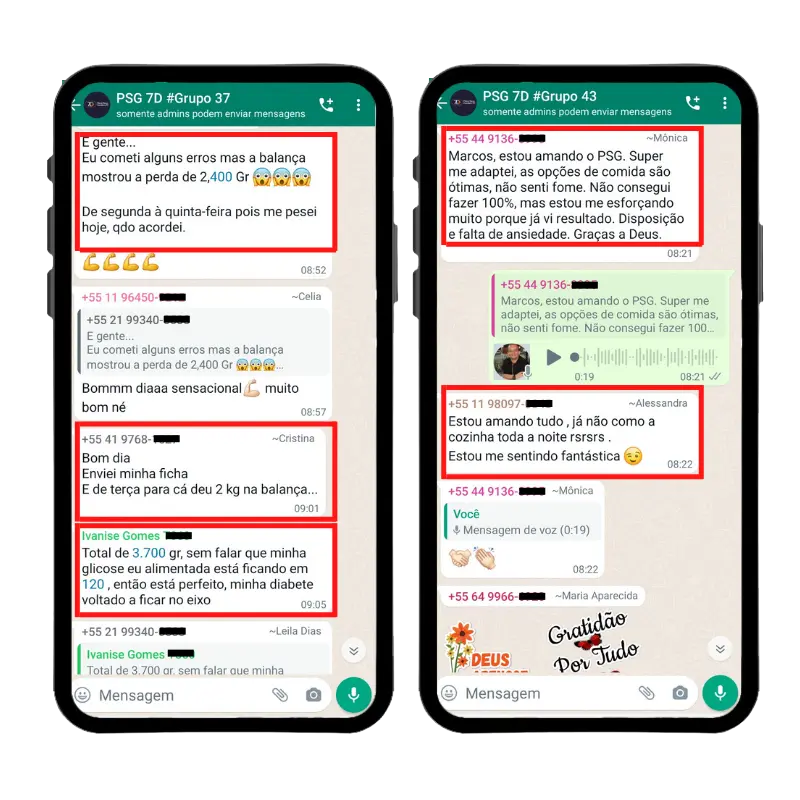 PSG 7D #Grupo 37
somente admins podem enviar mensagens
E gente...
Eu cometi alguns erros mas a balança
mostrou a perda de 2,400 Gr 😱😱😱
De segunda à quinta-feira pois me pesei
hoje, qdo acordei.
💪💪💪💪
08:52
+55 11 96450- ~Celia
+55 21 99340-
E gente...
Eu cometi alguns erros mas a balança
mostrou a perda de 2,400 Gr 😱😱😱...
Bommm diaaa sensacional💪🏻 muito
bom né
08:57
+55 41 9768- ~Cristina
Bom dia
Enviei minha ficha
E de terça para cá deu 2 kg na balança...
09:01
Ivanise Gomes
Total de 3.700 gr, sem falar que minha
glicose eu alimentada está ficando em
120 , então está perfeito, minha diabete
voltado a ficar no eixo
09:05
+55 21 99340- ~Leila Dias
Ivanise Gomes
Total de 3.700 gr, sem falar que minha
Mensagem
PSG 7D #Grupo 43
somente admins podem enviar mensagens
+55 44 9136- ~Mônica
Marcos, estou amando o PSG. Super
me adaptei, as opções de comida são
ótimas, não senti fome. Não consegui
fazer 100%, mas estou me esforçando
muito porque já vi resultado. Disposição
e falta de ansiedade. Graças a Deus.
08:21
+55 44 9136-
Marcos, estou amando o PSG. Super me
adaptei, as opções de comida são ótimas,
não senti fome. Não consegui fazer 100...
0:19
08:21
+55 11 98097- ~Alessandra
Estou amando tudo , já não como a
cozinha toda a noite rsrsrs .
Estou me sentindo fantástica 😉
08:22
+55 44 9136- ~Mônica
Você
Mensagem de voz (0:19)
🤝🏻👏🏻
08:22
+55 64 9966- ~Maria Aparecida
Gratidão
Por Tudo
DEUS
Mensagem